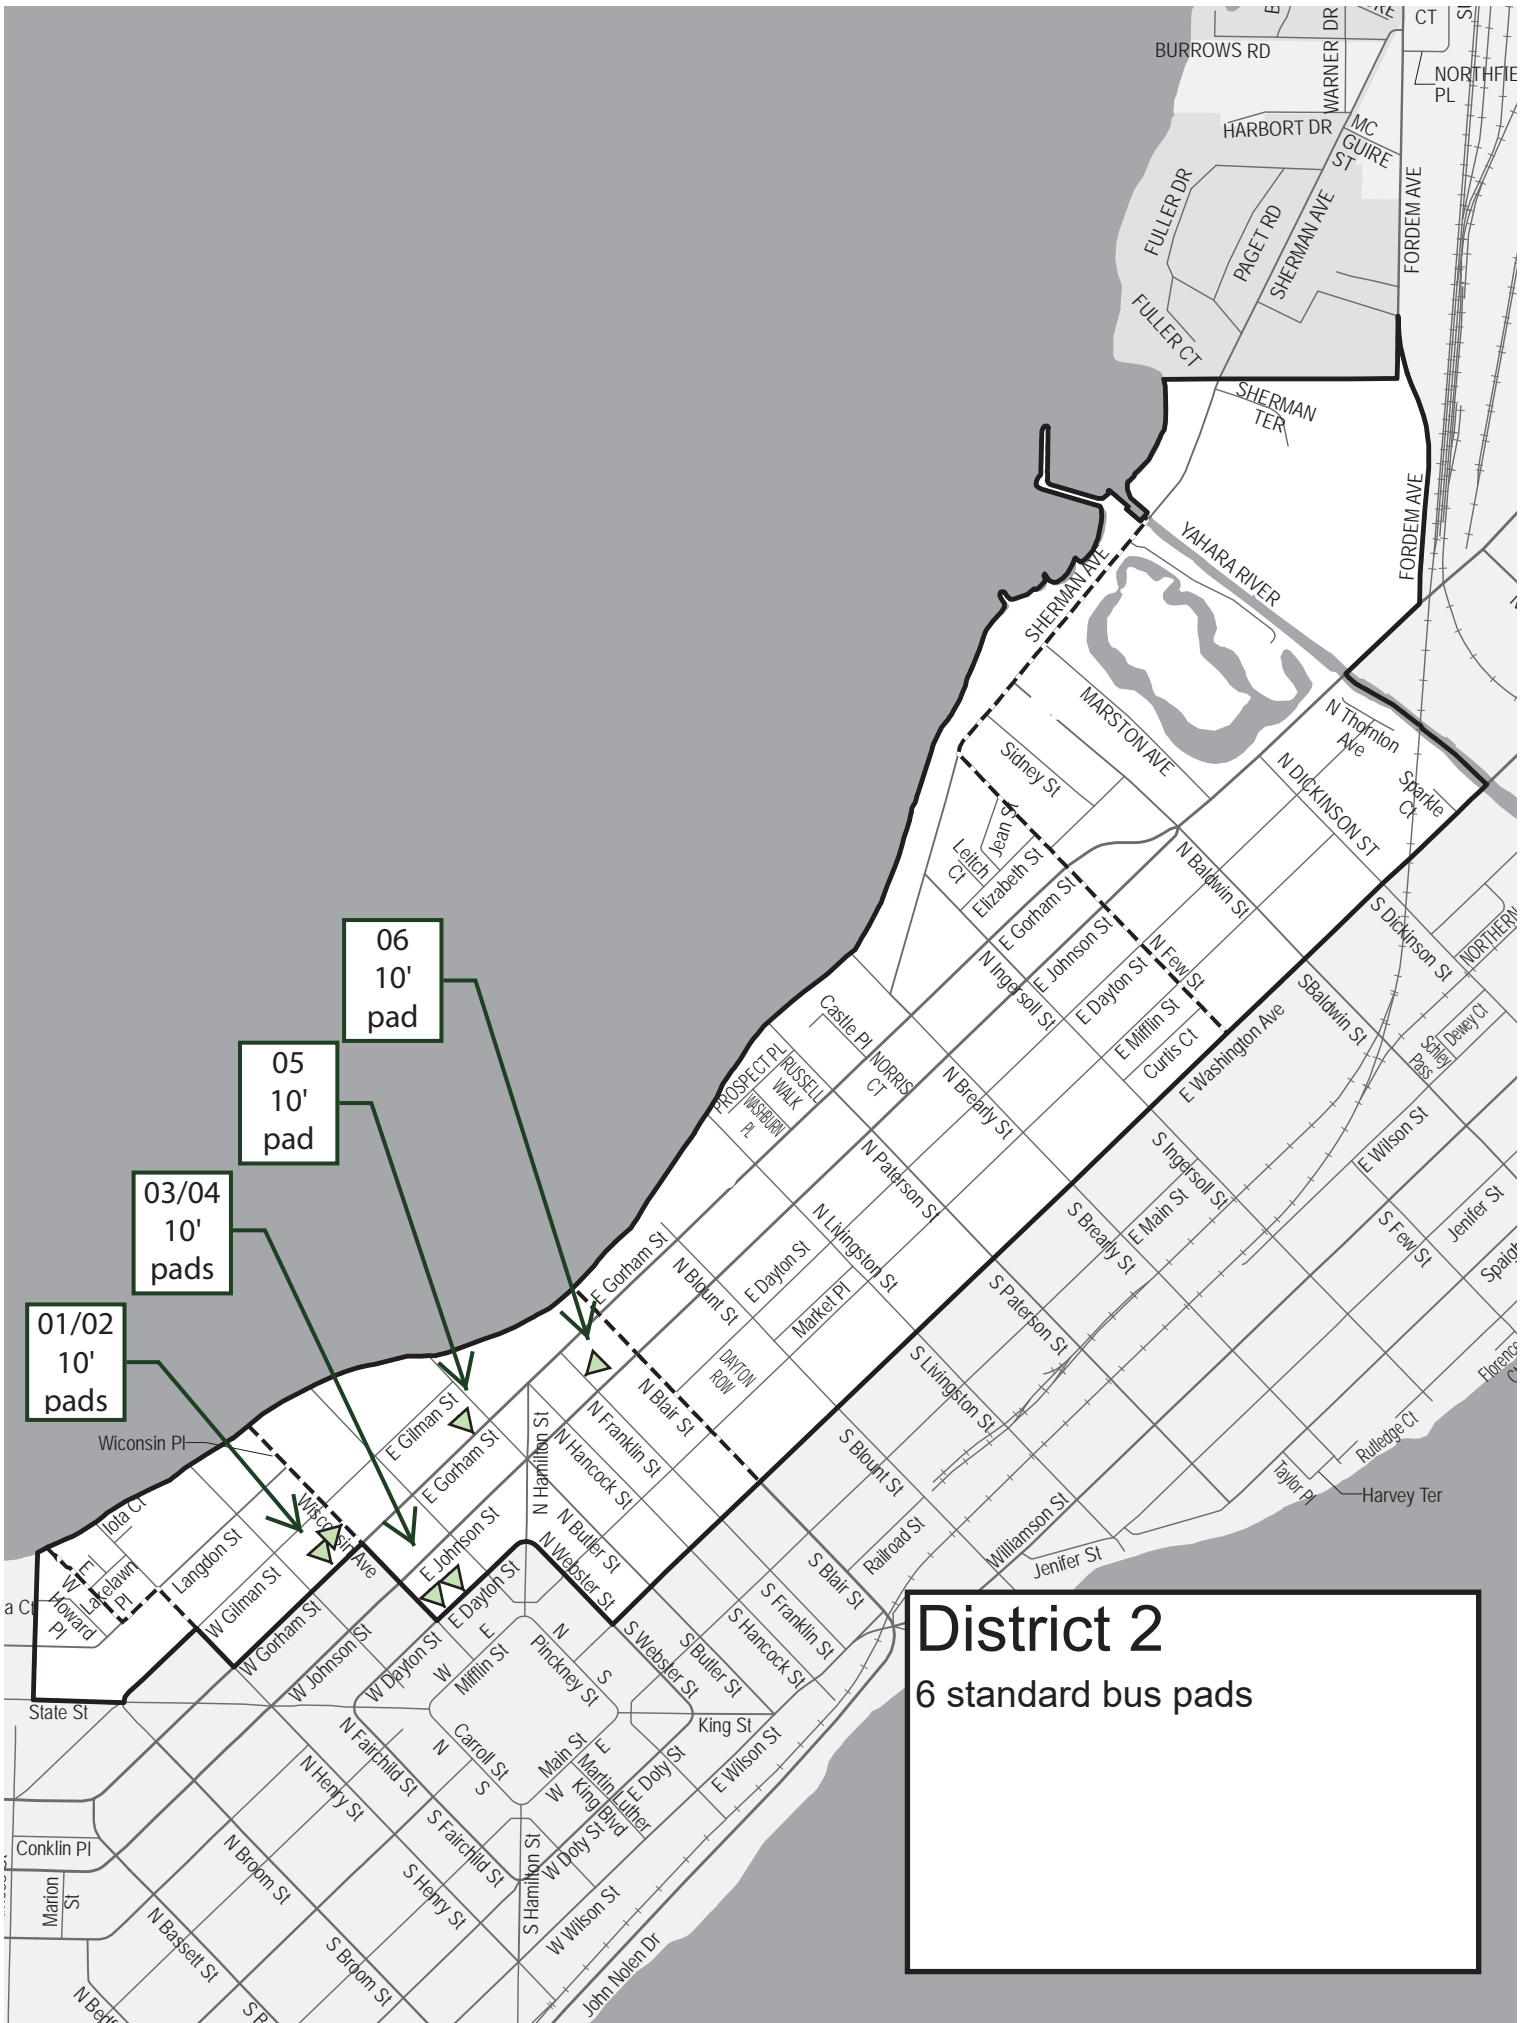 BURROWS RD
WARNER DR
CT
NORTHFIE
PL
HARBORT DR
MC
GUIRE
ST
FULLER DR
PAGET RD
SHERMAN AVE
FORDEM AVE
FULLER CT
SHERMAN
TER
FORDEM AVE
YAHARA RIVER
SHERMAN AVE
MARSTON AVE
N Thornton
Ave
Sidney St
N DICKINSON ST
Sparkle
Ct
Jean St
Leitch
Ct
Elizabeth St
N Baldwin St
E Gorham St
S Dickinson St
NORTHERN
E Johnson St
N Few St
N Ingersoll St
E Dayton St
E Mifflin St
Curtis Ct
SBaldwin St
E Washington Ave
Dewey Ct
Schley
Pass
Castle Pl
NORRIS
CT
PROSPECT PL
RUSSELL
WALK
WASHBURN
PL
N Brearly St
E Wilson St
S Ingersoll St
N Paterson St
E Main St
S Brearly St
S Few St
Jenifer St
Spaigh
N Livingston St
E Gorham St
N Blount St
E Dayton St
Market Pl
S Paterson St
DAYTON
ROW
S Livingston St
Florence
06
10'
pad
05
10'
pad
03/04
10'
pads
01/02
10'
pads
Wiconsin Pl
E Gilman St
E Gorham St
N Hamilton St
N Blair St
N Franklin St
N Hancock St
S Blount St
Rutledge Ct
Taylor Pl
Harvey Ter
Iota Ct
Wisconsin Ave
Langdon St
E Johnson St
N Butler St
N Webster St
Railroad St
Williamson St
Jenifer St
E
W
Howard
Pl
Lakelawn
Pl
a Ct
W Gilman St
E Dayton St
S Blair St
W Gorham St
W Johnson St
W Dayton St
E
W
Mifflin St
N
S
Pinckney St
S Franklin St
S Hancock St
S Webster St
S Butler St
State St
King St
N Fairchild St
N
S
Carroll St
Main St
E
W
Martin Luther
King Blvd
E Doty St
E Wilson St
N Henry St
S Fairchild St
W Doty St
S Hamilton St
Conklin Pl
N Broom St
S Henry St
Marion
St
W Wilson St
N Bassett St
S Broom St
John Nolen Dr
N Bedf
S B
District 2
6 standard bus pads